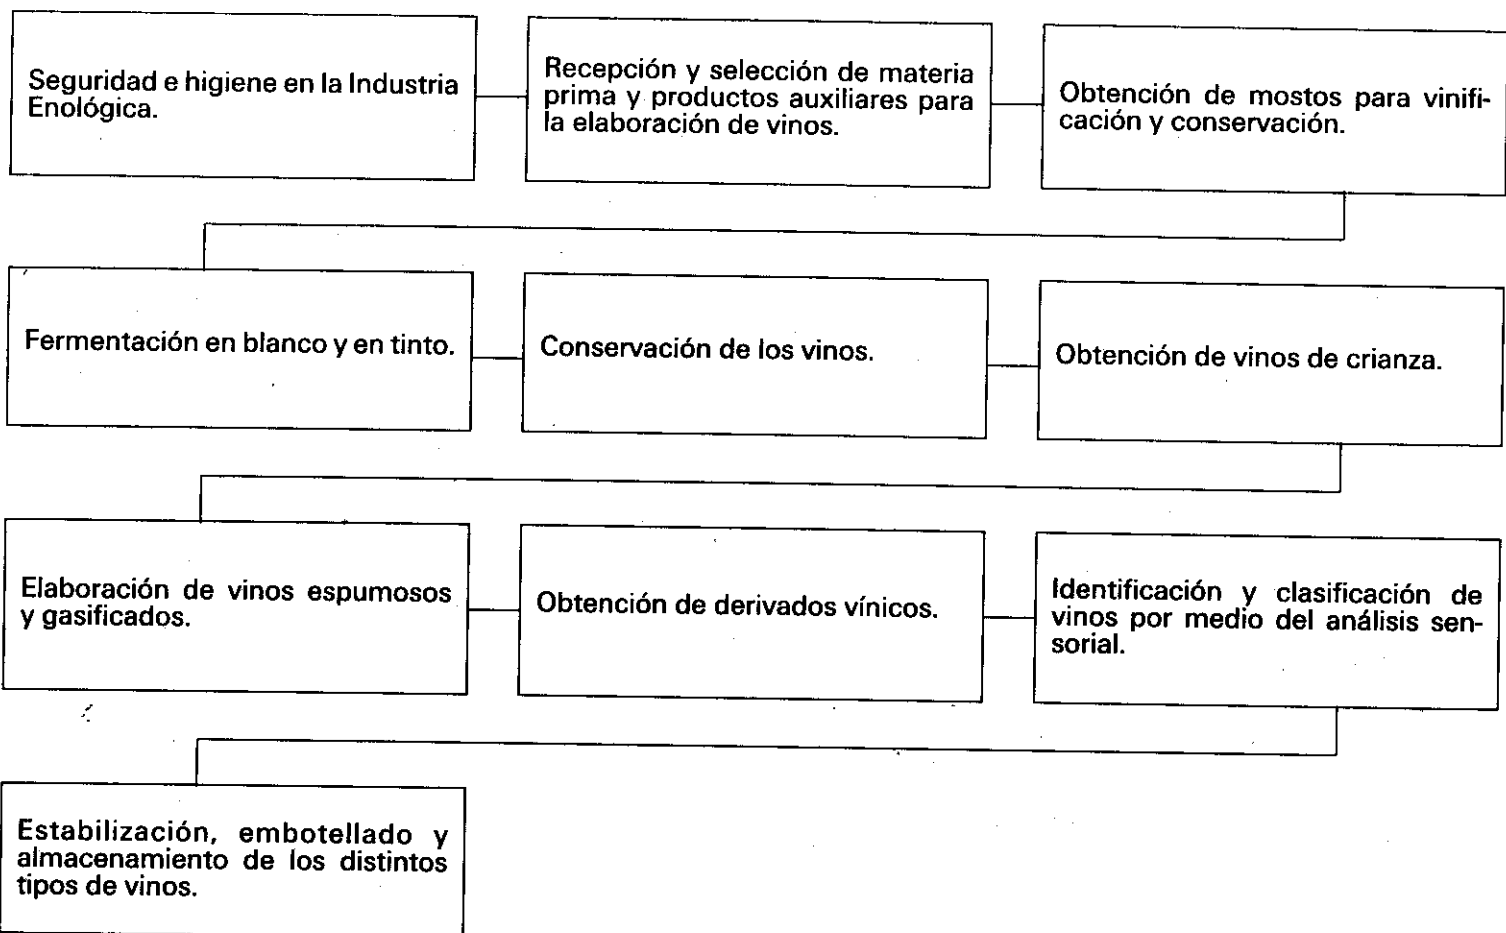 Seguridad e higiene en la Industria
Enológica.
Recepción y selección de materia
prima y productos auxiliares para
la elaboración de vinos.
Obtención de mostos para vinifi-
cación y conservación.
Fermentación en blanco y en tinto.
Conservación de los vinos.
Obtención de vinos de crianza.
Elaboración de vinos espumosos
y gasificados.
Obtención de derivados vínicos.
Identificación y clasificación de
vinos por medio del análisis sen-
sorial.
Estabilización, embotellado y
almacenamiento de los distintos
tipos de vinos.